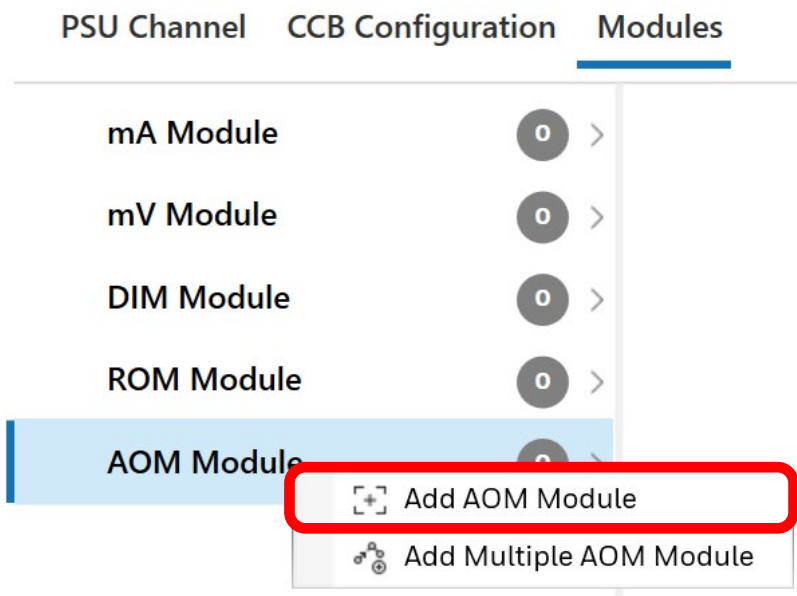 PSU Channel CCB Configuration Modules
mA Module 0
mV Module 0
DIM Module 0
ROM Module 0
AOM Module 0
Add AOM Module
Add Multiple AOM Module